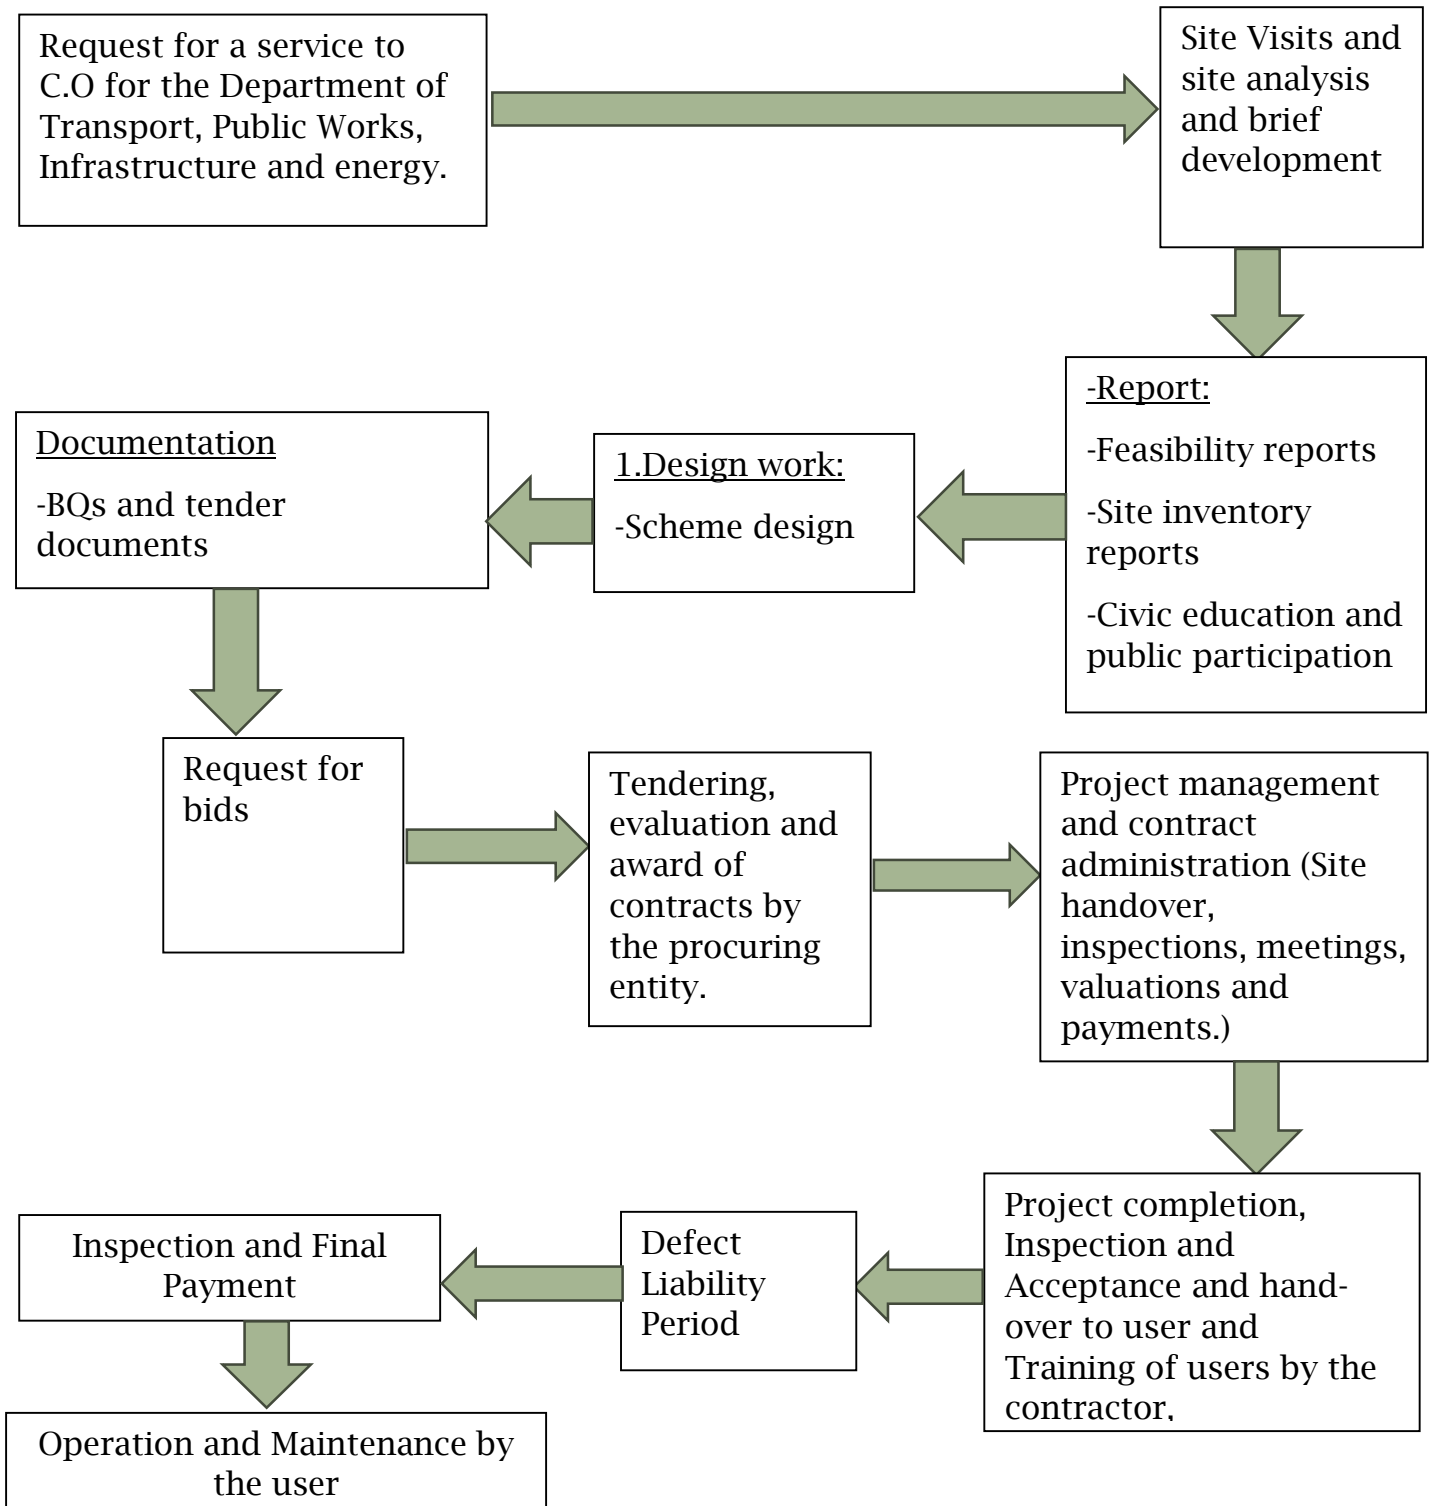 Request for a service to
C.O for the Department of
Transport, Public Works,
Infrastructure and energy.
Site Visits and
site analysis
and brief
development
-Report:
-Feasibility reports
-Site inventory
reports
-Civic education and
public participation
1.Design work:
-Scheme design
Documentation
-BQs and tender
documents
Request for
bids
Tendering,
evaluation and
award of
contracts by
the procuring
entity.
Project management
and contract
administration (Site
handover,
inspections, meetings,
valuations and
payments.)
Project completion,
Inspection and
Acceptance and hand-
over to user and
Training of users by the
contractor,
Defect
Liability
Period
Inspection and Final
Payment
Operation and Maintenance by
the user